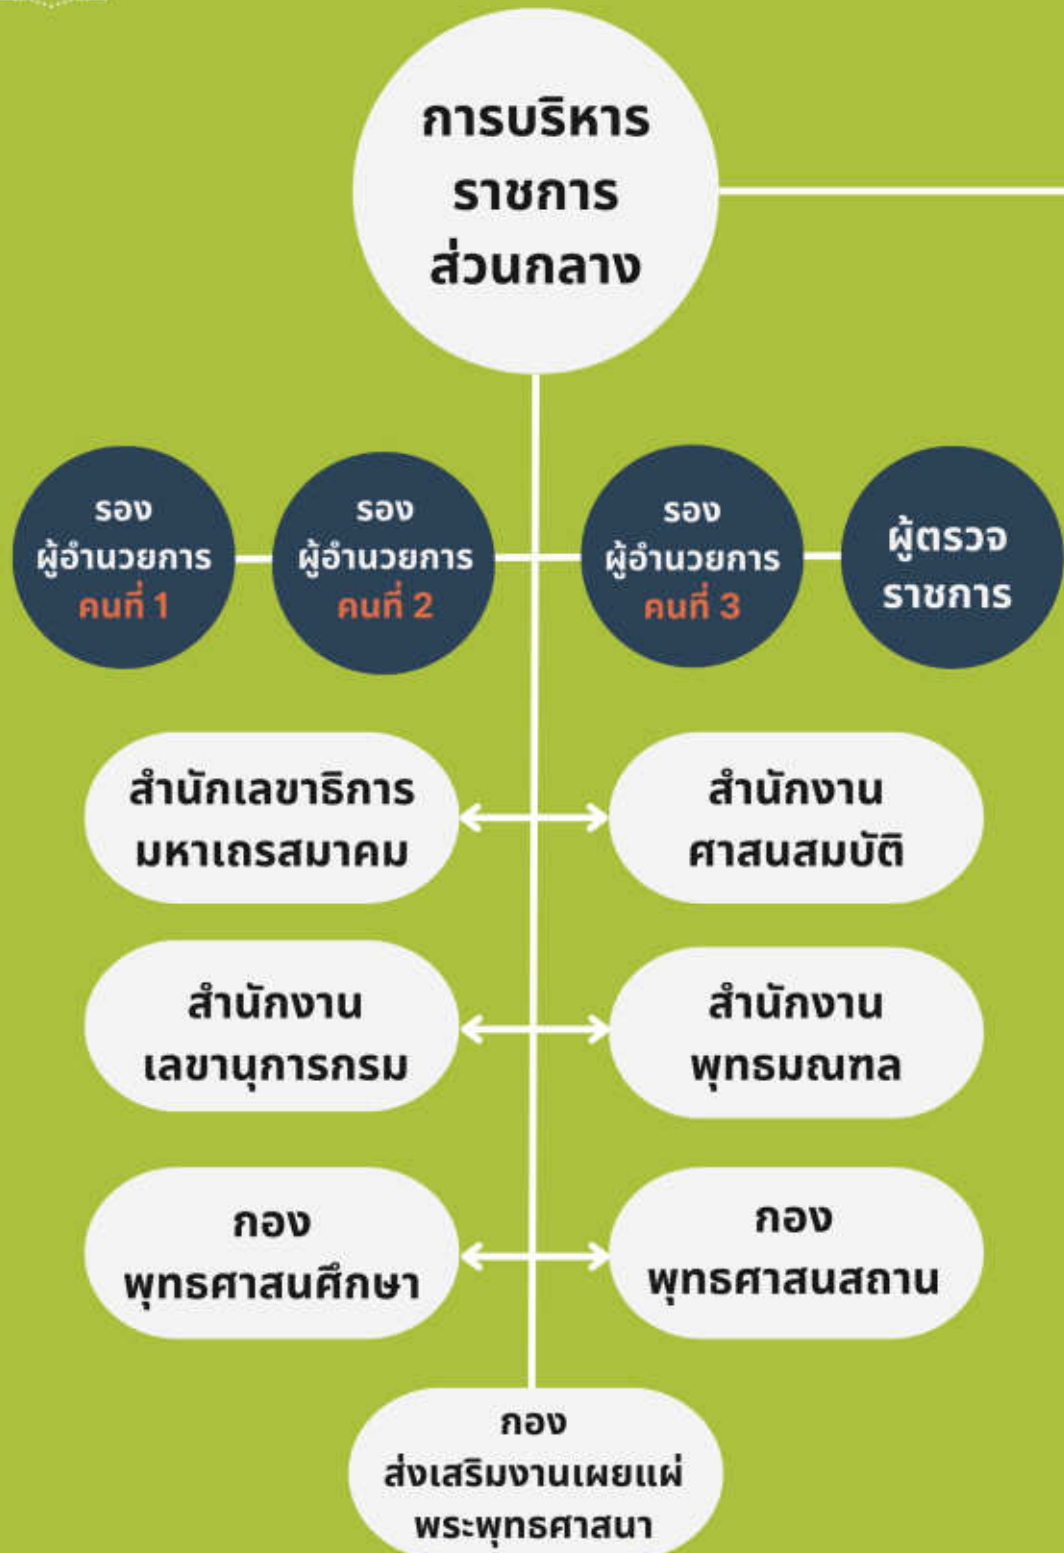 การบริหาร
ราชการ
ส่วนกลาง
รอง
ผู้อำนวยการ
คนที่ 1
รอง
ผู้อำนวยการ
คนที่ 2
รอง
ผู้อำนวยการ
คนที่ 3
ผู้ตรวจ
ราชการ
สำนักเลขาธิการ
มหาเถรสมาคม
สำนักงาน
ศาสนสมบัติ
สำนักงาน
เลขานุการกรม
สำนักงาน
พุทธมณฑล
กอง
พุทธศาสนศึกษา
กอง
พุทธศาสนสถาน
กอง
ส่งเสริมงานเผยแผ่
พระพุทธศาสนา